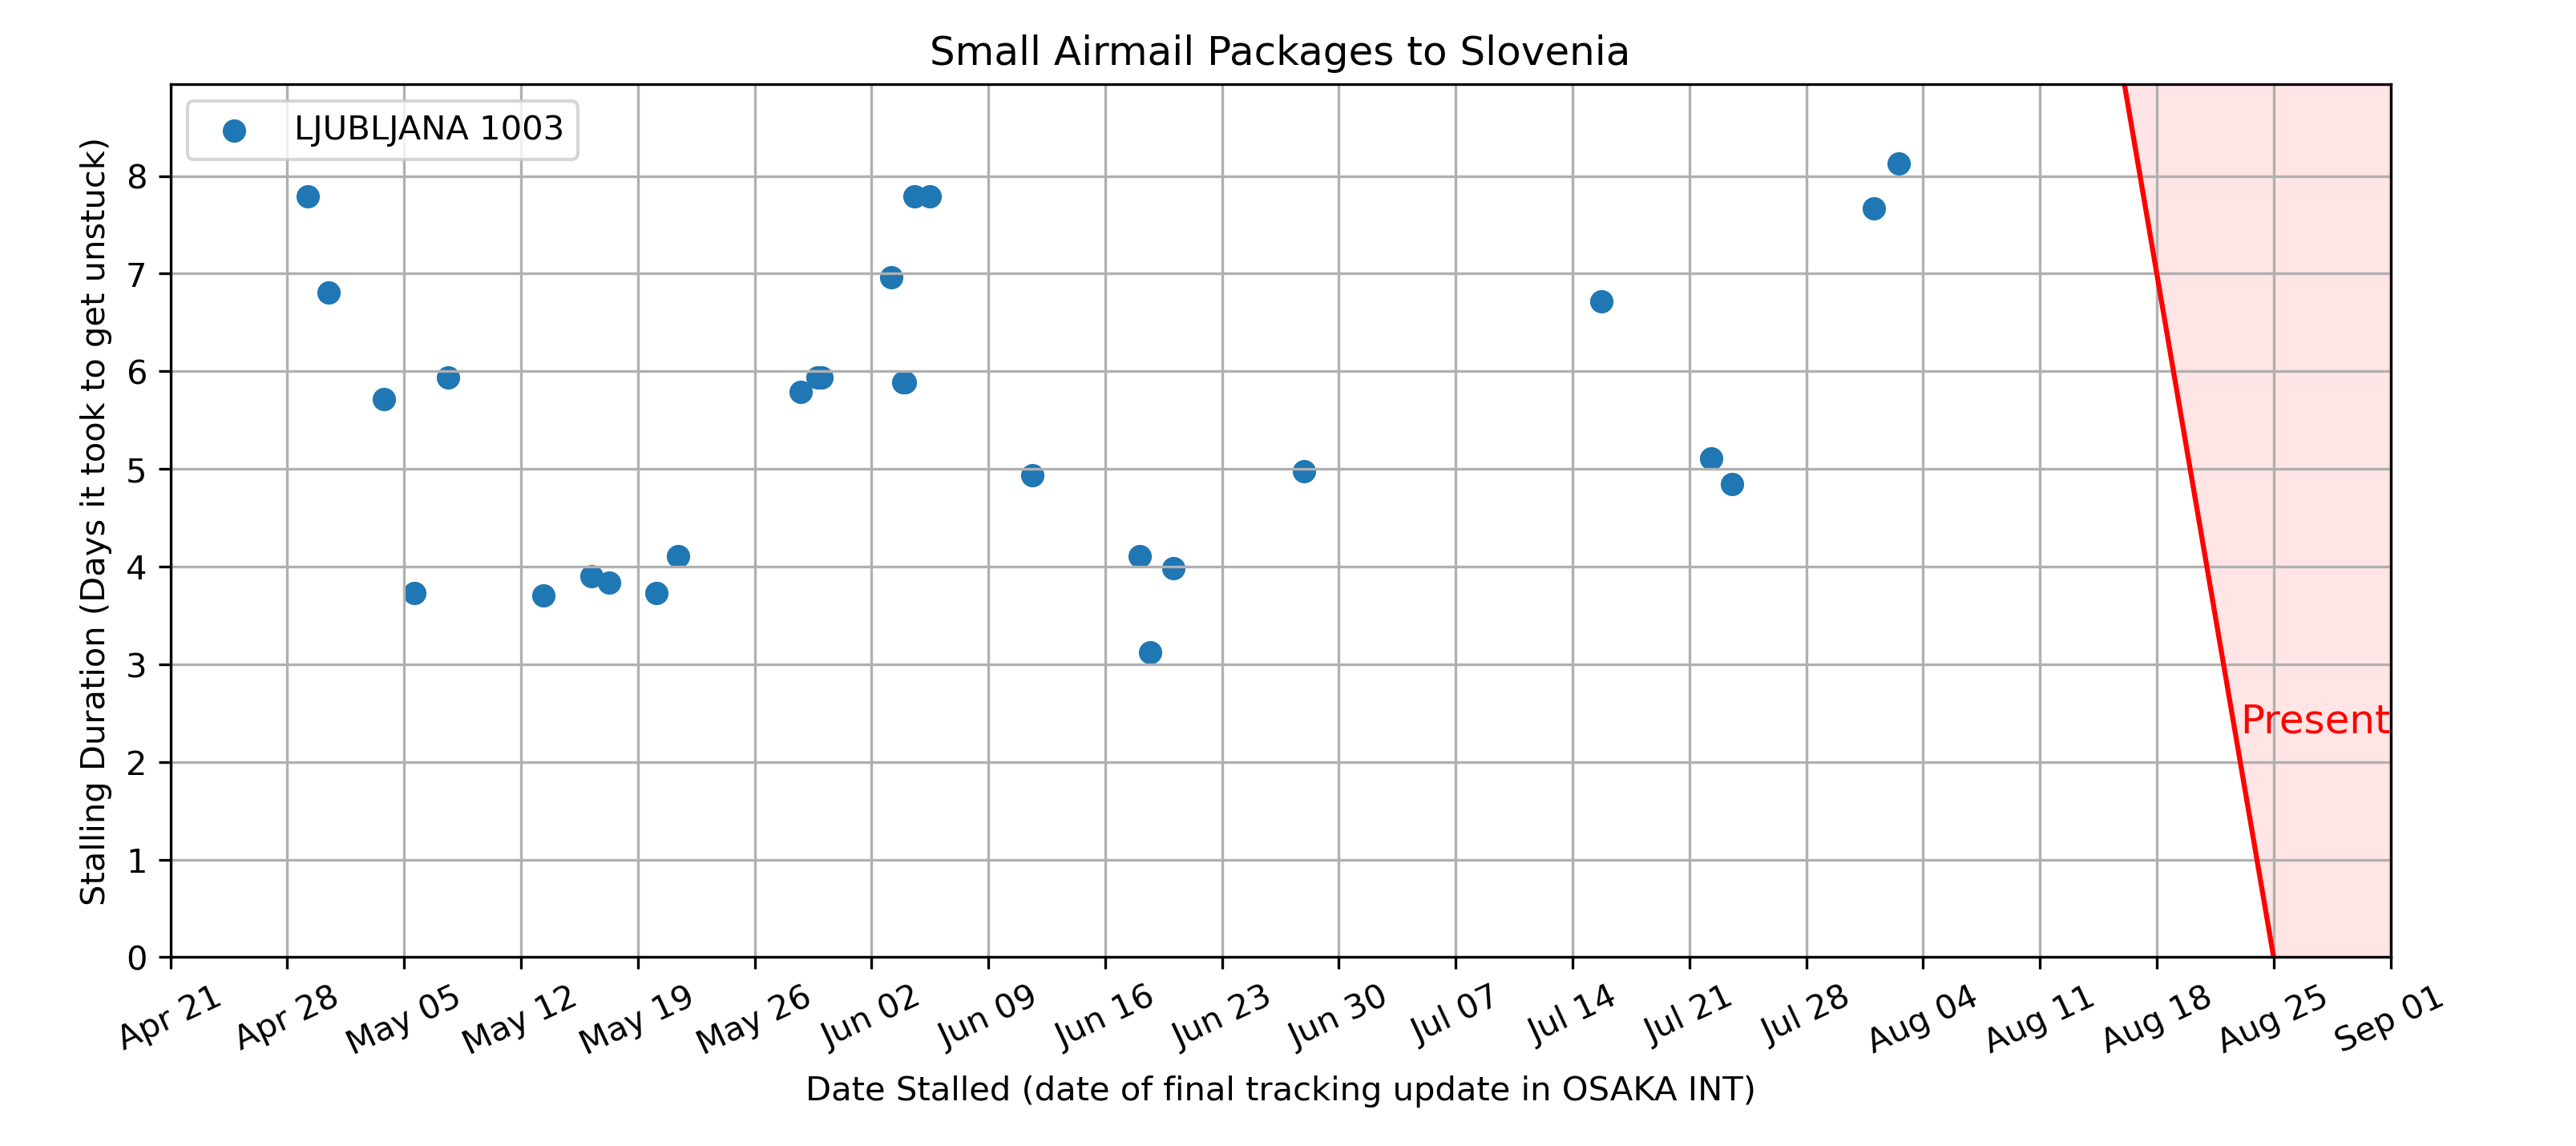 Small Airmail Packages to Slovenia
LJUBLJANA 1003
Stalling Duration (Days it took to get unstuck)
8
7
6
5
4
3
2
1
0
Present
Apr 21
Apr 28
May 05
May 12
May 19
May 26
Jun 02
Jun 09
Jun 16
Jun 23
Jun 30
Jul 07
Jul 14
Jul 21
Jul 28
Aug 04
Aug 11
Aug 18
Aug 25
Sep 01
Date Stalled (date of final tracking update in OSAKA INT)